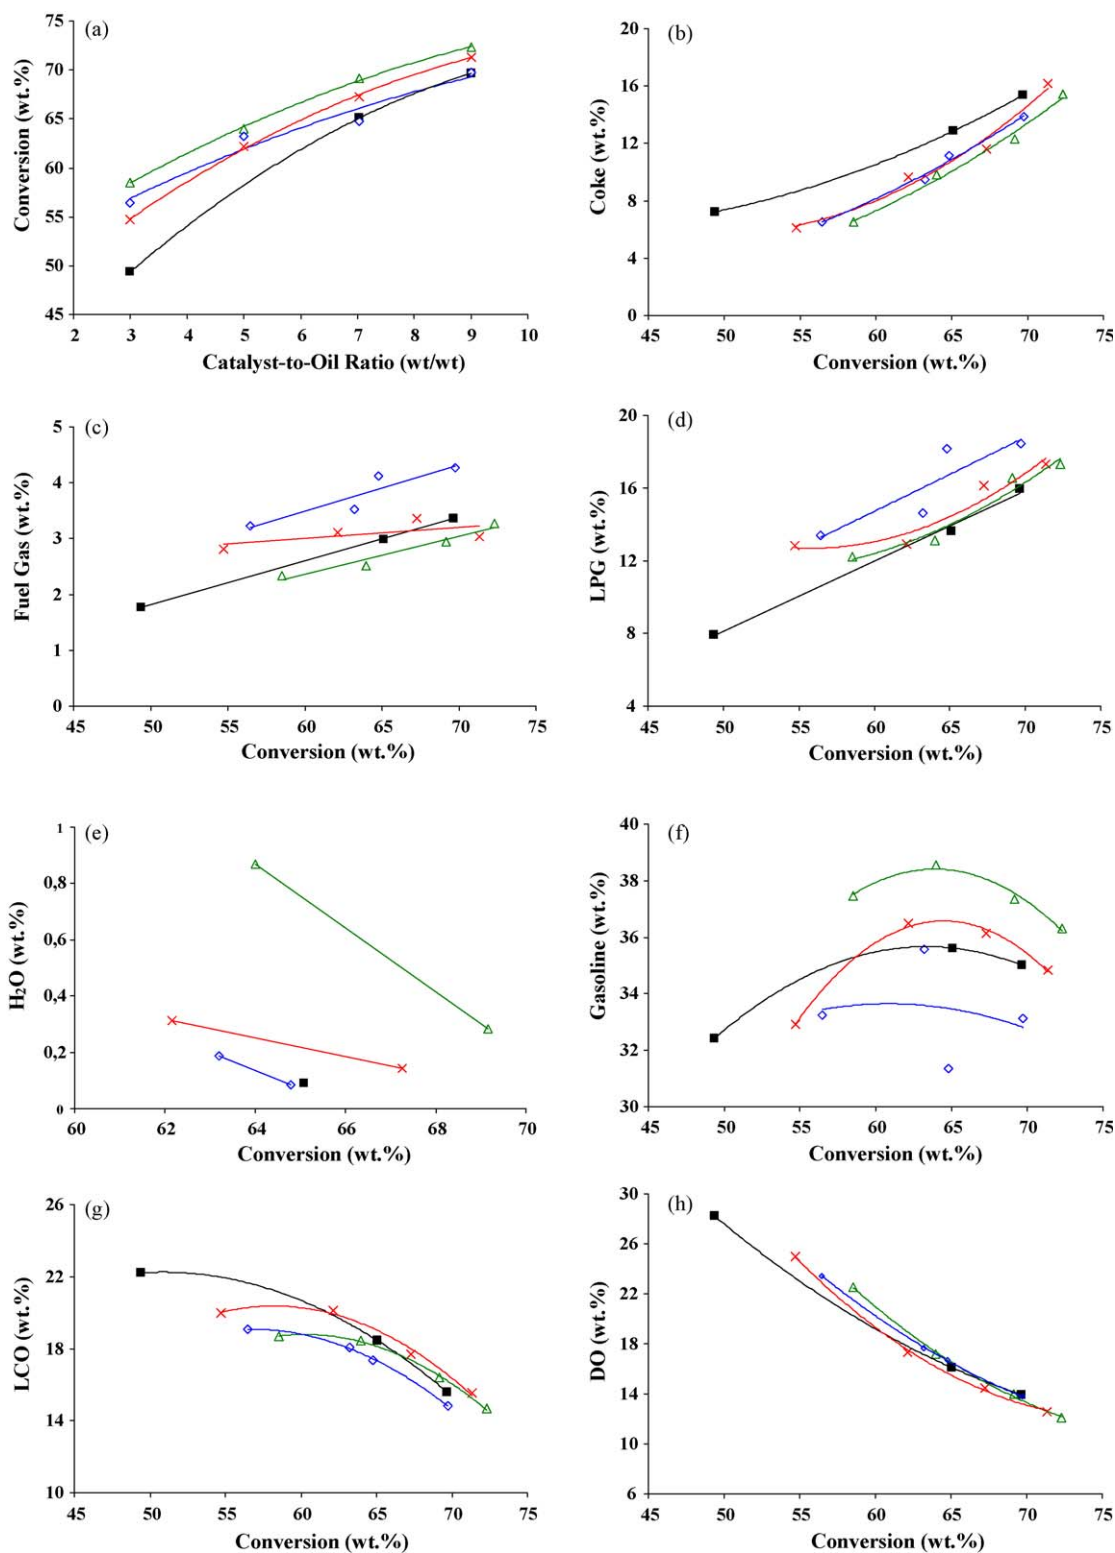 (a)
75
70
65
60
55
50
45
2 3 4 5 6 7 8 9 10
Conversion (wt.%)
Catalyst-to-Oil Ratio (wt/wt)
(b)
20
16
12
8
4
0
45 50 55 60 65 70 75
Coke (wt.%)
Conversion (wt.%)
(c)
5
4
3
2
1
0
45 50 55 60 65 70 75
Fuel Gas (wt.%)
Conversion (wt.%)
(d)
20
16
12
8
4
45 50 55 60 65 70 75
LPG (wt.%)
Conversion (wt.%)
(e)
1
0,8
0,6
0,4
0,2
0
60 62 64 66 68 70
H₂O (wt.%)
Conversion (wt.%)
(f)
40
38
36
33
32
30
45 50 55 60 65 70 75
Gasoline (wt.%)
Conversion (wt.%)
(g)
26
22
18
14
10
45 50 55 60 65 70 75
LCO (wt.%)
Conversion (wt.%)
(h)
30
26
22
18
14
10
6
45 50 55 60 65 70 75
DO (wt.%)
Conversion (wt.%)